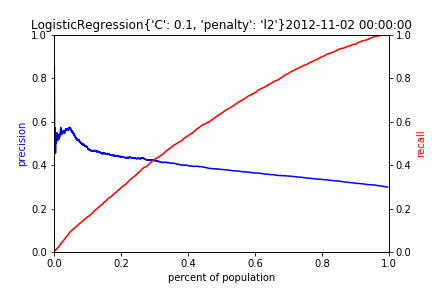 LogisticRegression{'C': 0.1, 'penalty': 'l2'}2012-11-02 00:00:00
1.0
0.8
0.6
0.4
0.2
0.0
precision
1.0
0.8
0.6
0.4
0.2
0.0
recall
0.0 0.2 0.4 0.6 0.8 1.0
percent of population